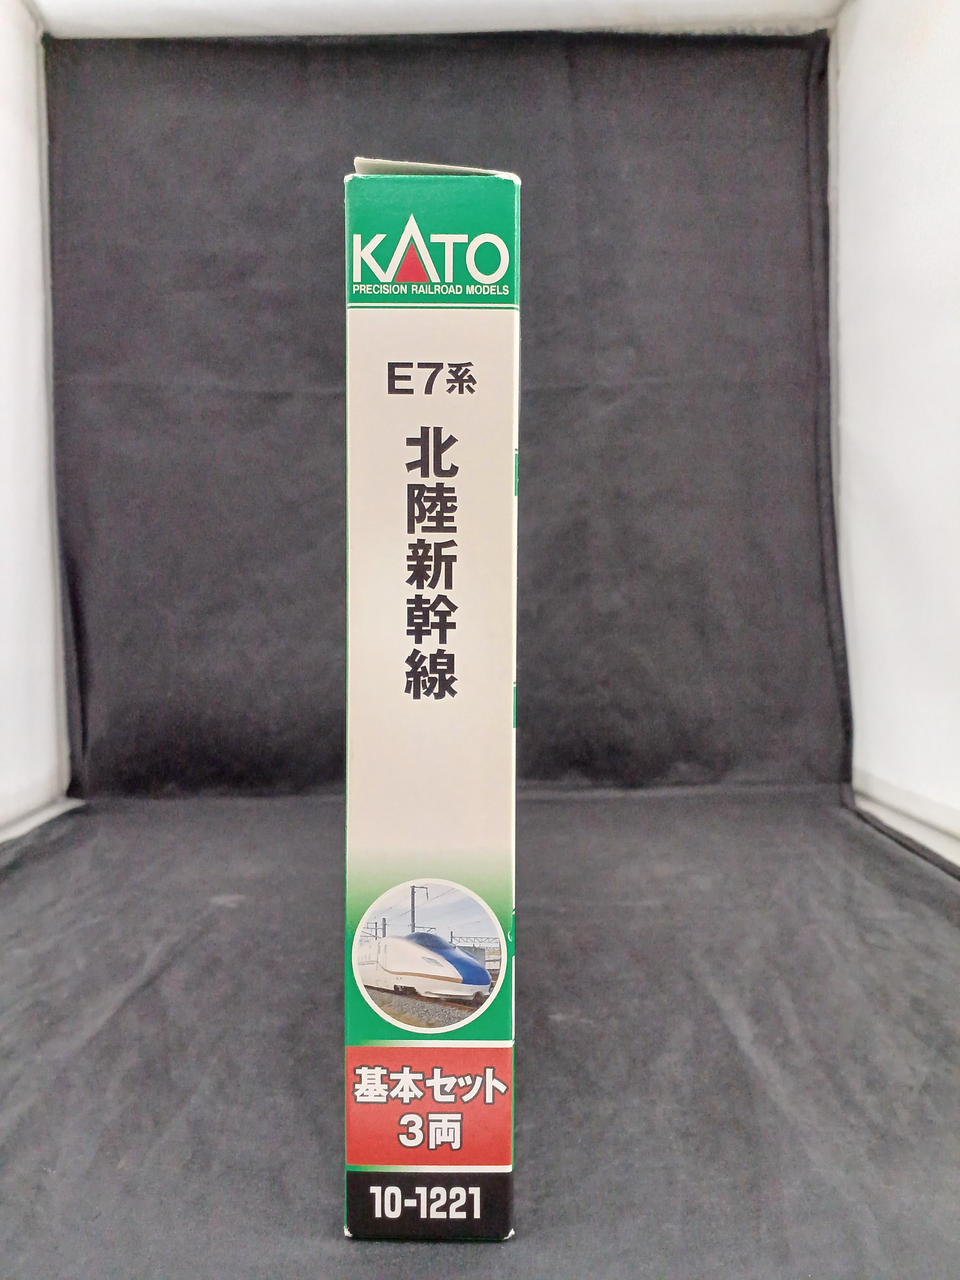 KATO
PRECISION RAILROAD MODELS
E7系
北陸新幹線
基本セット
3両
10-1221